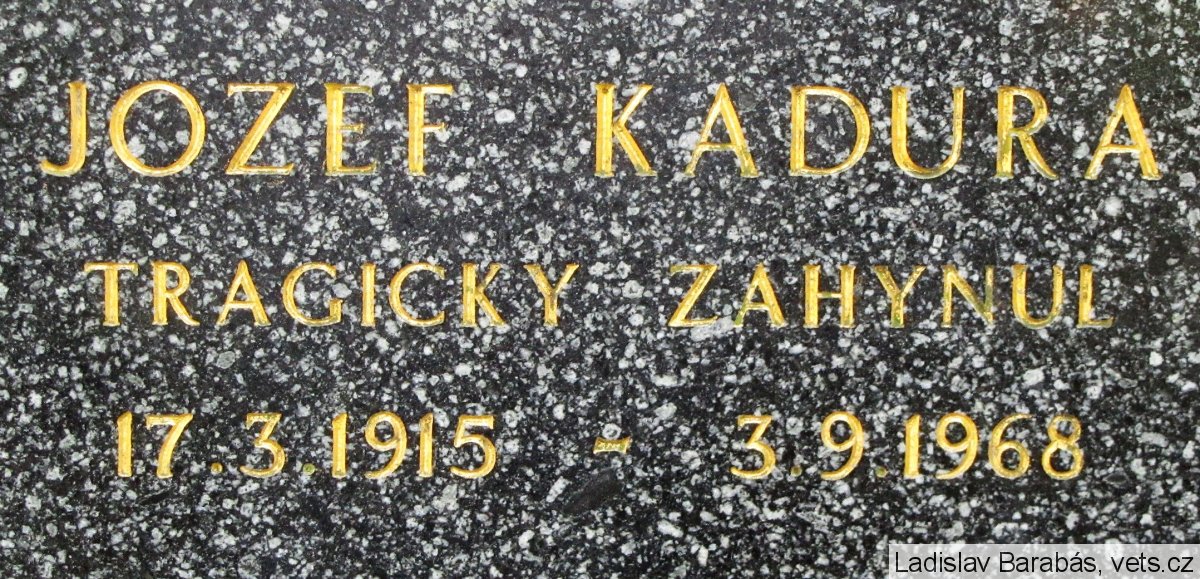 JOZEF KADURA
TRAGICKY ZAHYNUL
17.3.1915 - 3.9.1968
Ladislav Barabás, vets.cz